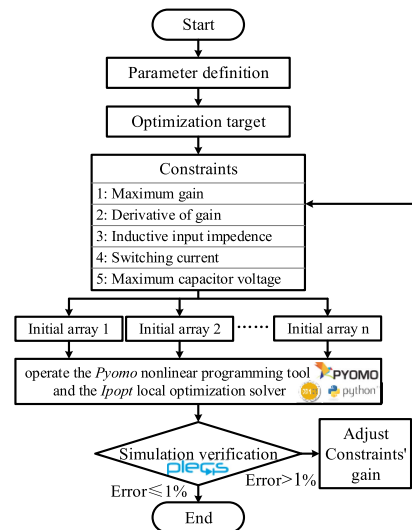 Start
Parameter definition
Optimization target
Constraints
1: Maximum gain
2: Derivative of gain
3: Inductive input impedance
4: Switching current
5: Maximum capacitor voltage
Initial array 1
Initial array 2
······
Initial array n
operate the Pyomo nonlinear programming tool
and the Ipopt local optimization solver
PYOMO
python
Simulation verification
plecs
Error≤1%
Error>1%
Adjust
Constraints'
gain
End